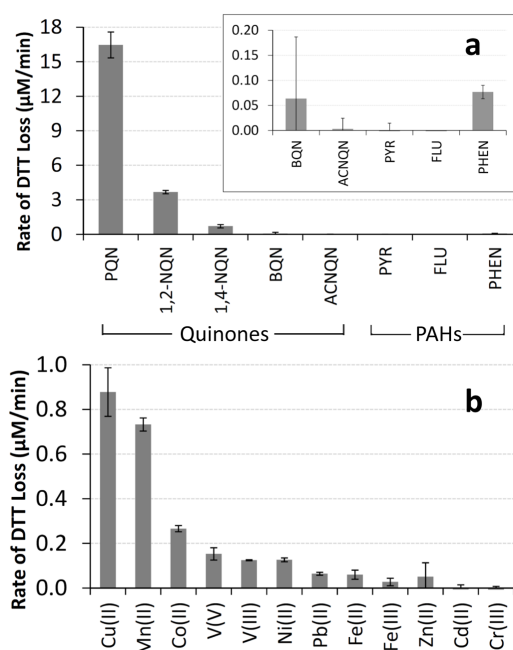 a
Rate of DTT Loss (µM/min)
18
15
12
9
6
3
0
0.20
0.15
0.10
0.05
0.00
BQN
ACNQN
PYR
FLU
PHEN
PQN
1,2-NQN
1,4-NQN
BQN
ACNQN
PYR
FLU
PHEN
Quinones
PAHs
b
Rate of DTT Loss (µM/min)
1.0
0.8
0.6
0.4
0.2
0.0
Cu(II)
Mn(II)
Co(II)
V(V)
V(III)
Ni(II)
Pb(II)
Fe(II)
Fe(III)
Zn(II)
Cd(II)
Cr(III)